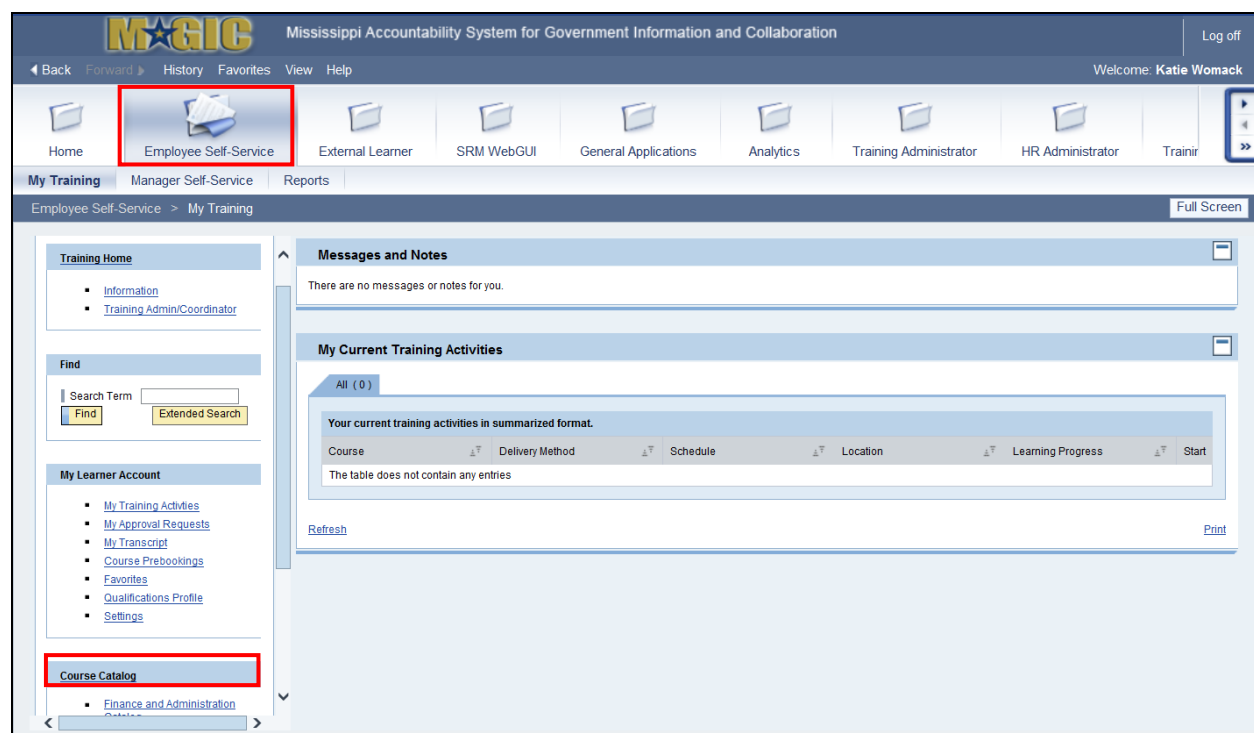 MAGIC Mississippi Accountability System for Government Information and Collaboration Log off
Back Forward History Favorites View Help Welcome: Katie Womack
Home Employee Self-Service External Learner SRM WebGUI General Applications Analytics Training Administrator HR Administrator Trainir
My Training Manager Self-Service Reports
Employee Self-Service > My Training Full Screen
Training Home
Information
Training Admin/Coordinator
Find
Search Term
Find Extended Search
My Learner Account
My Training Activties
My Approval Requests
My Transcript
Course Prebookings
Favorites
Qualifications Profile
Settings
Course Catalog
Finance and Administration
Messages and Notes
There are no messages or notes for you.
My Current Training Activities
All ( 0 )
Your current training activities in summarized format.
Course Delivery Method Schedule Location Learning Progress Start
The table does not contain any entries
Refresh Print